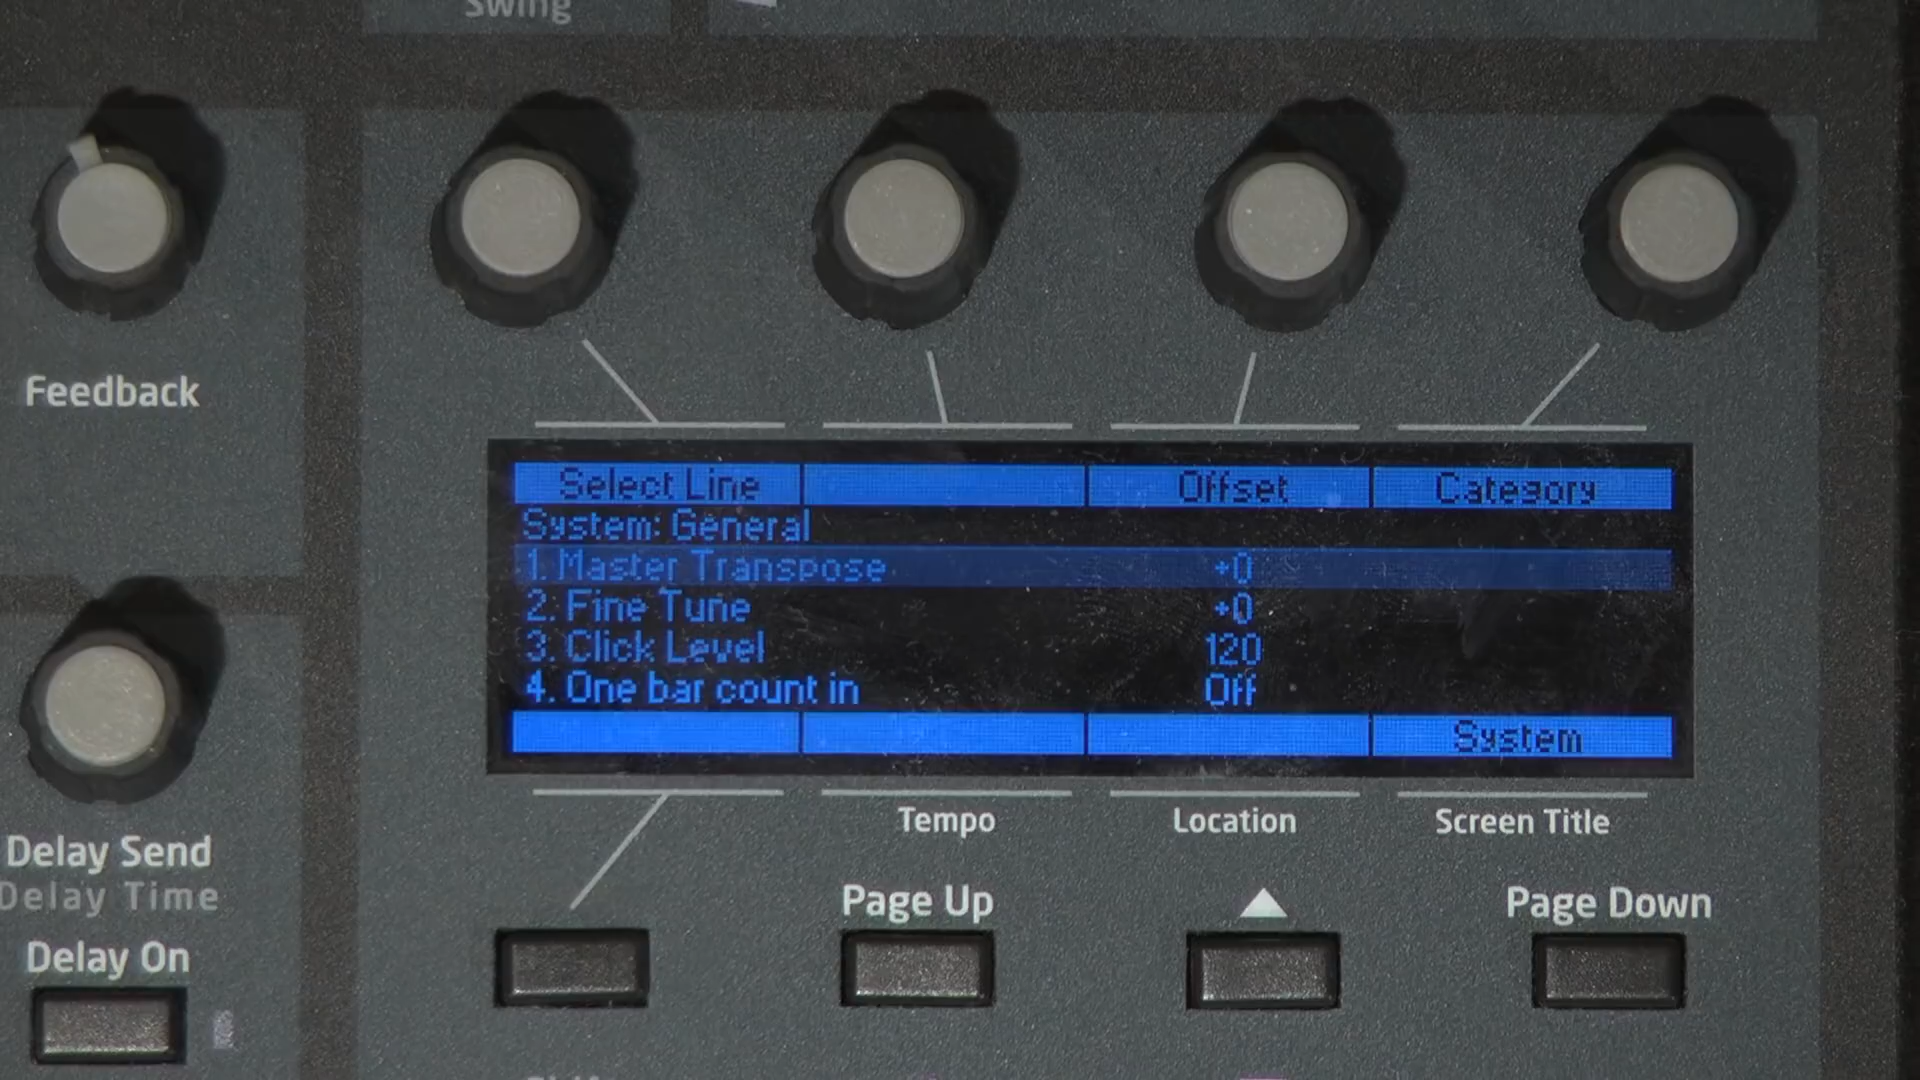 Swing
Feedback
Select Line Offset Category
System: General
1. Master Transpose +0
2. Fine Tune +0
3. Click Level 120
4. One bar count in Off
System
Tempo Location Screen Title
Delay Send
Delay Time
Page Up Page Down
Delay On